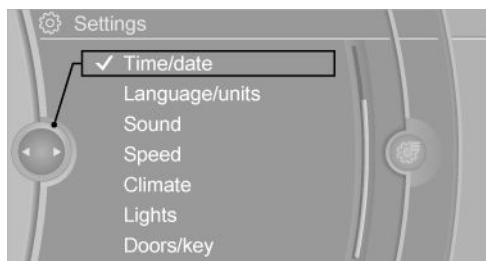 Settings
Time/date
Language/units
Sound
Speed
Climate
Lights
Doors/key